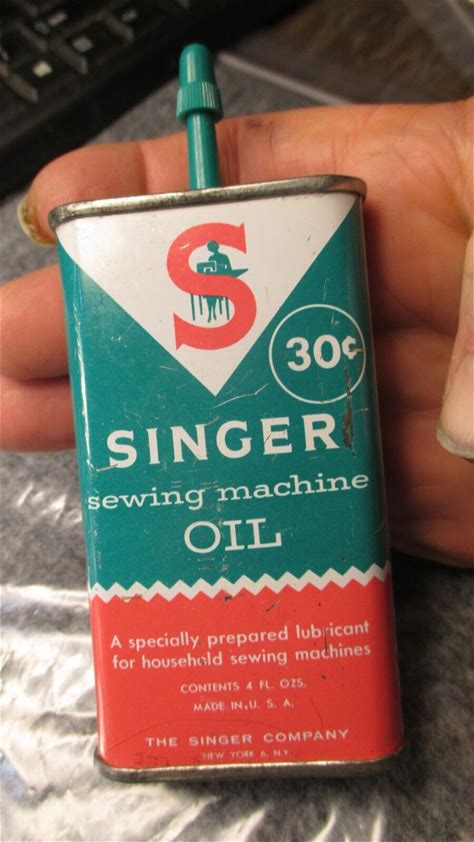 S
30¢
SINGER
sewing machine
OIL
A specially prepared lubricant
for household sewing machines
CONTENTS 4 FL. OZS.
MADE IN U. S. A.
THE SINGER COMPANY
NEW YORK 6, N.Y.